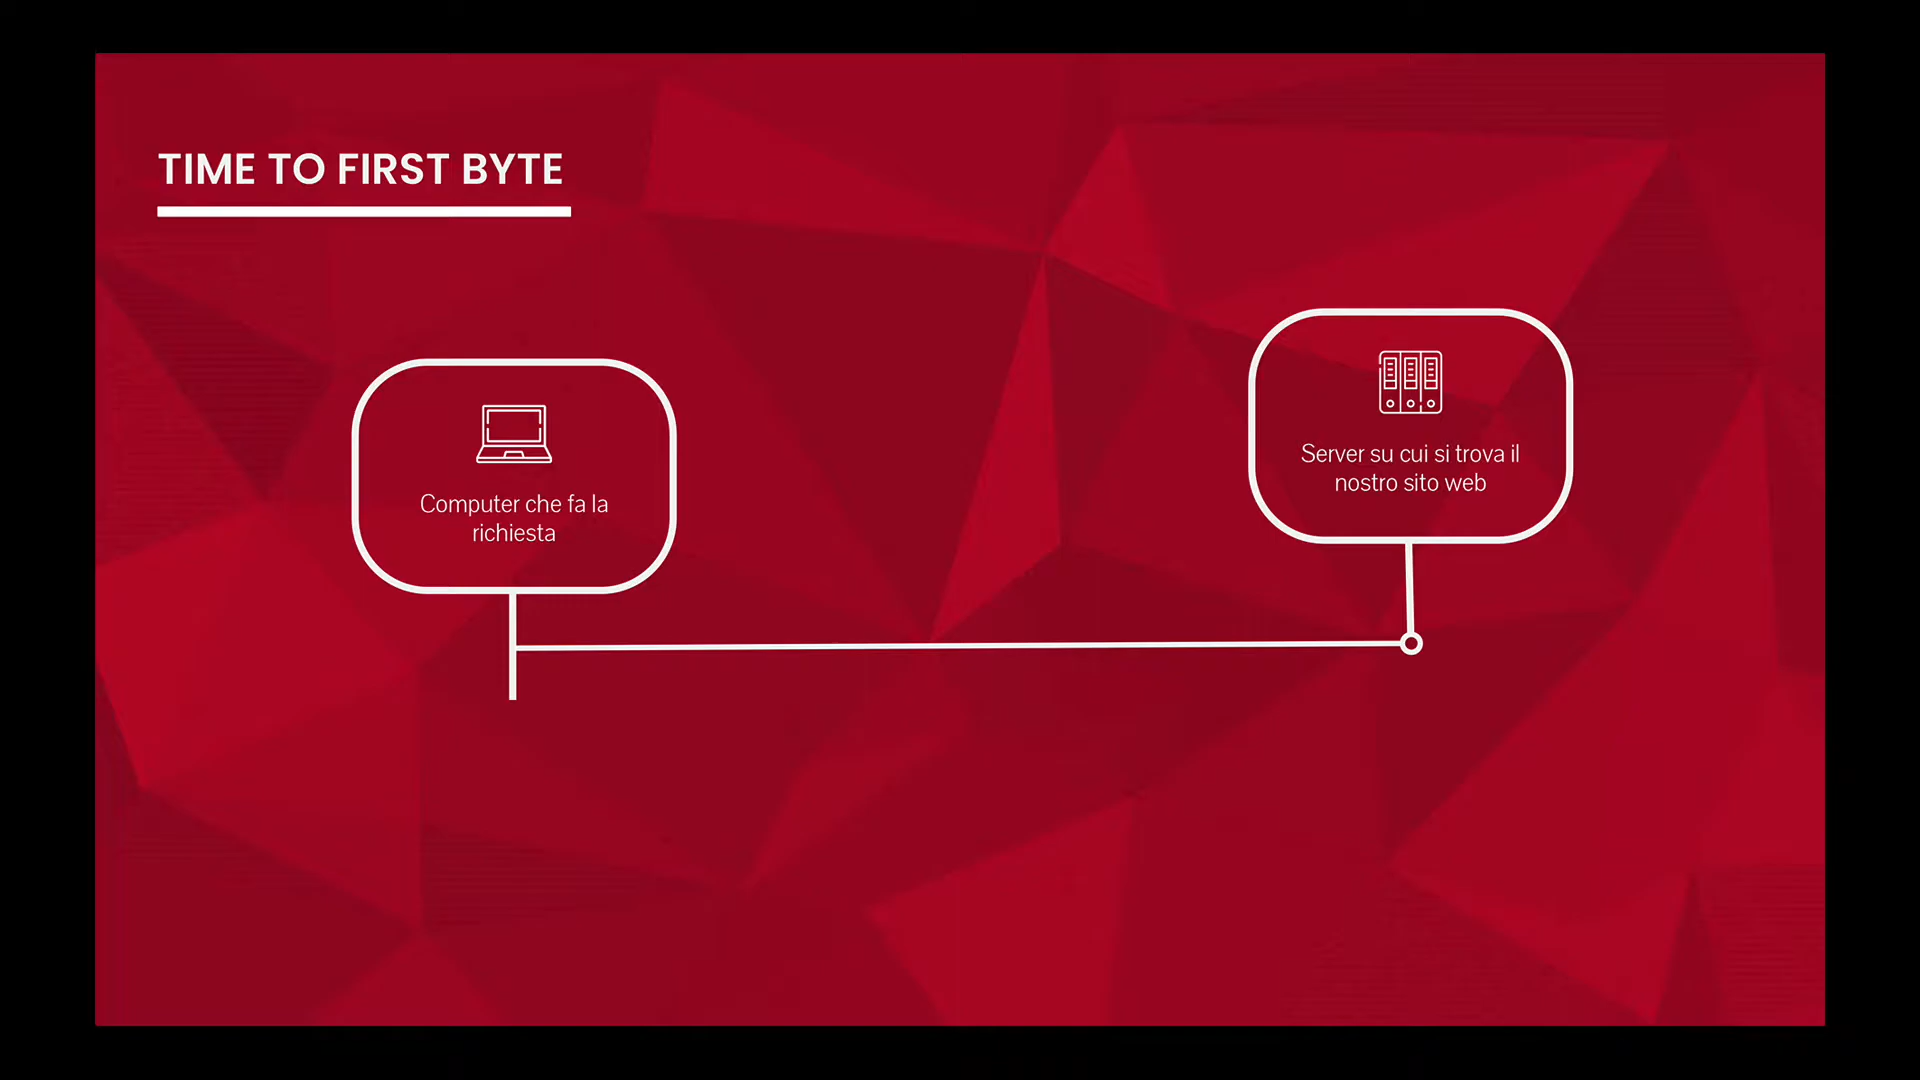 TIME TO FIRST BYTE
Computer che fa la
richiesta
Server su cui si trova il
nostro sito web